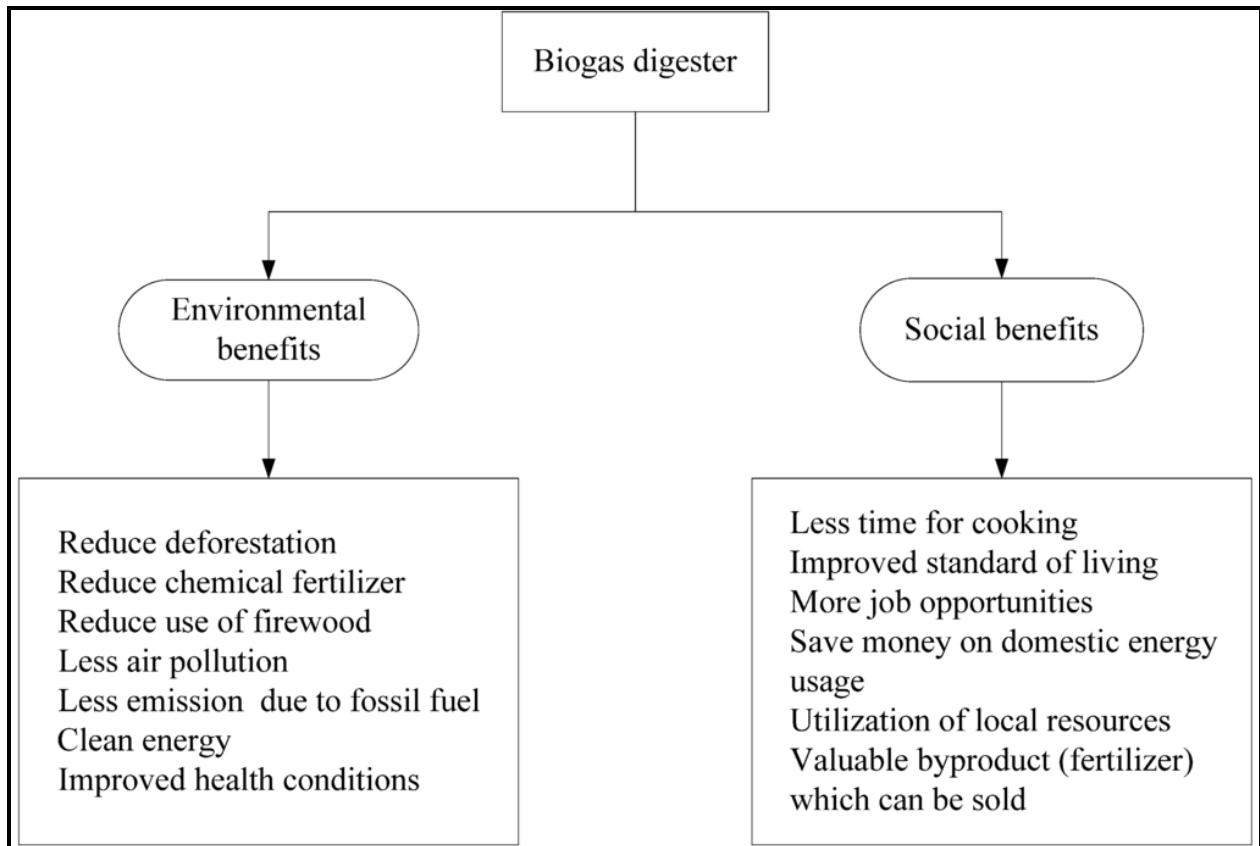 Biogas digester
Environmental
benefits
Social benefits
Reduce deforestation
Reduce chemical fertilizer
Reduce use of firewood
Less air pollution
Less emission due to fossil fuel
Clean energy
Improved health conditions
Less time for cooking
Improved standard of living
More job opportunities
Save money on domestic energy
usage
Utilization of local resources
Valuable byproduct (fertilizer)
which can be sold